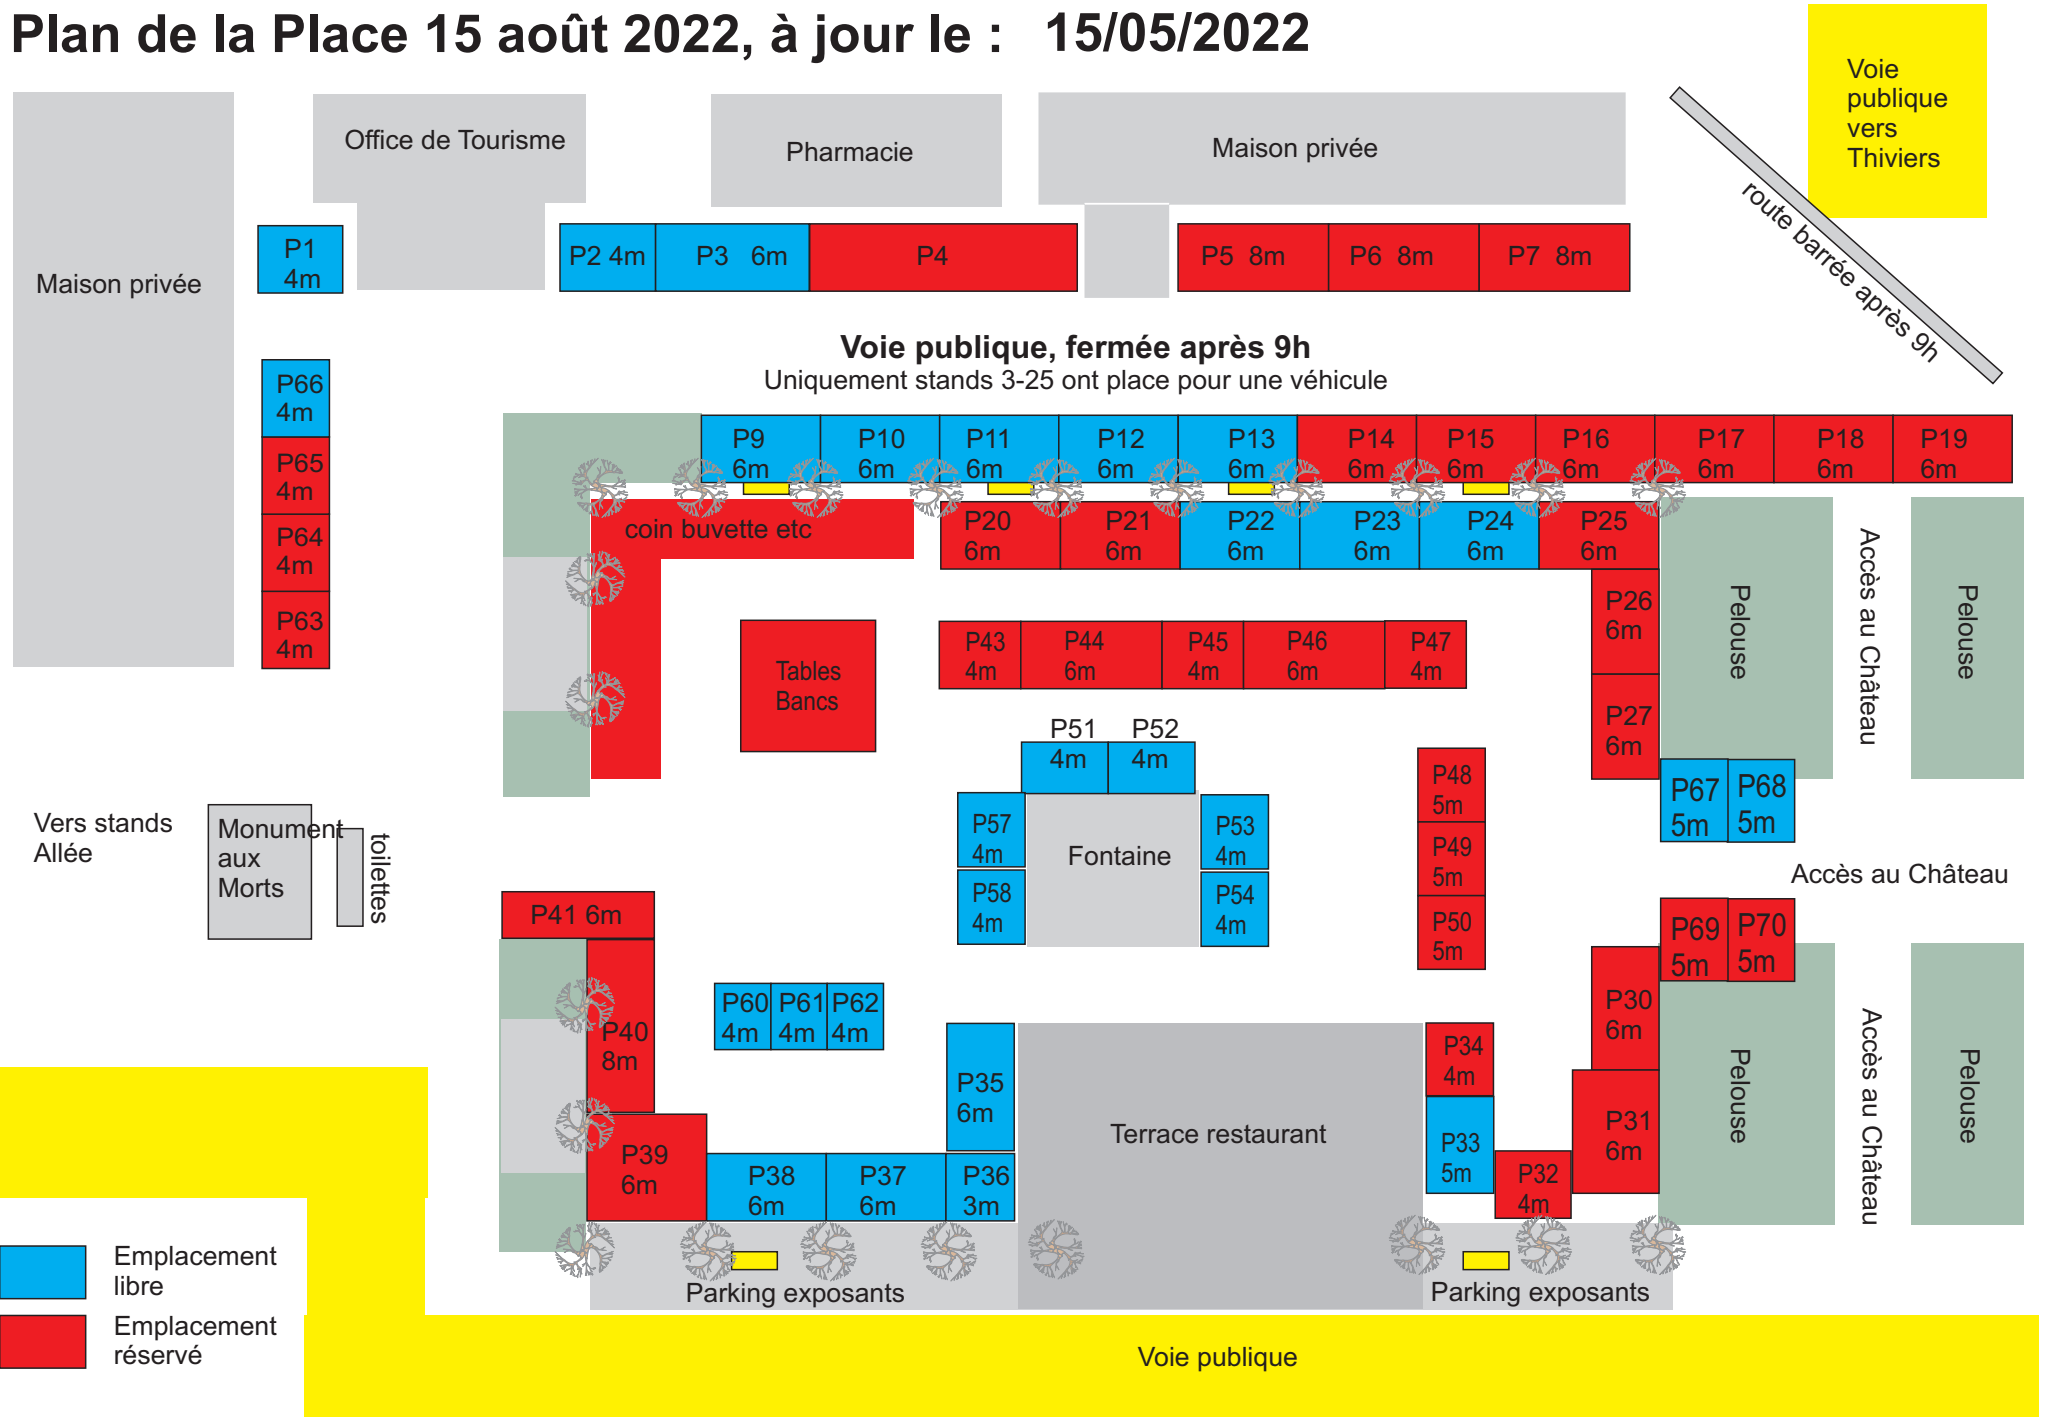 Plan de la Place 15 août 2022, à jour le : 15/05/2022
Voie
publique
vers
Thiviers
Office de Tourisme
Pharmacie
Maison privée
route barrée après 9h
Maison privée
P1
4m
P2 4m
P3 6m
P4
P5 8m
P6 8m
P7 8m
Voie publique, fermée après 9h
Uniquement stands 3-25 ont place pour une véhicule
P66
4m
P65
4m
P64
4m
P63
4m
P9
6m
P10
6m
P11
6m
P12
6m
P13
6m
P14
6m
P15
6m
P16
6m
P17
6m
P18
6m
P19
6m
coin buvette etc
P20
6m
P21
6m
P22
6m
P23
6m
P24
6m
P25
6m
P26
6m
P27
6m
Pelouse
Accès au Château
Pelouse
Tables
Bancs
P43
4m
P44
6m
P45
4m
P46
6m
P47
4m
P51
4m
P52
4m
P57
4m
P58
4m
Fontaine
P53
4m
P54
4m
P48
5m
P49
5m
P50
5m
P67
5m
P68
5m
Accès au Château
P69
5m
P70
5m
Vers stands
Allée
Monument
aux
Morts
toilettes
P41 6m
P40
8m
P39
6m
P60
4m
P61
4m
P62
4m
P35
6m
P38
6m
P37
6m
P36
3m
Terrace restaurant
P34
4m
P33
5m
P32
4m
P30
6m
P31
6m
Pelouse
Accès au Château
Pelouse
Parking exposants
Parking exposants
Emplacement
libre
Emplacement
réservé
Voie publique